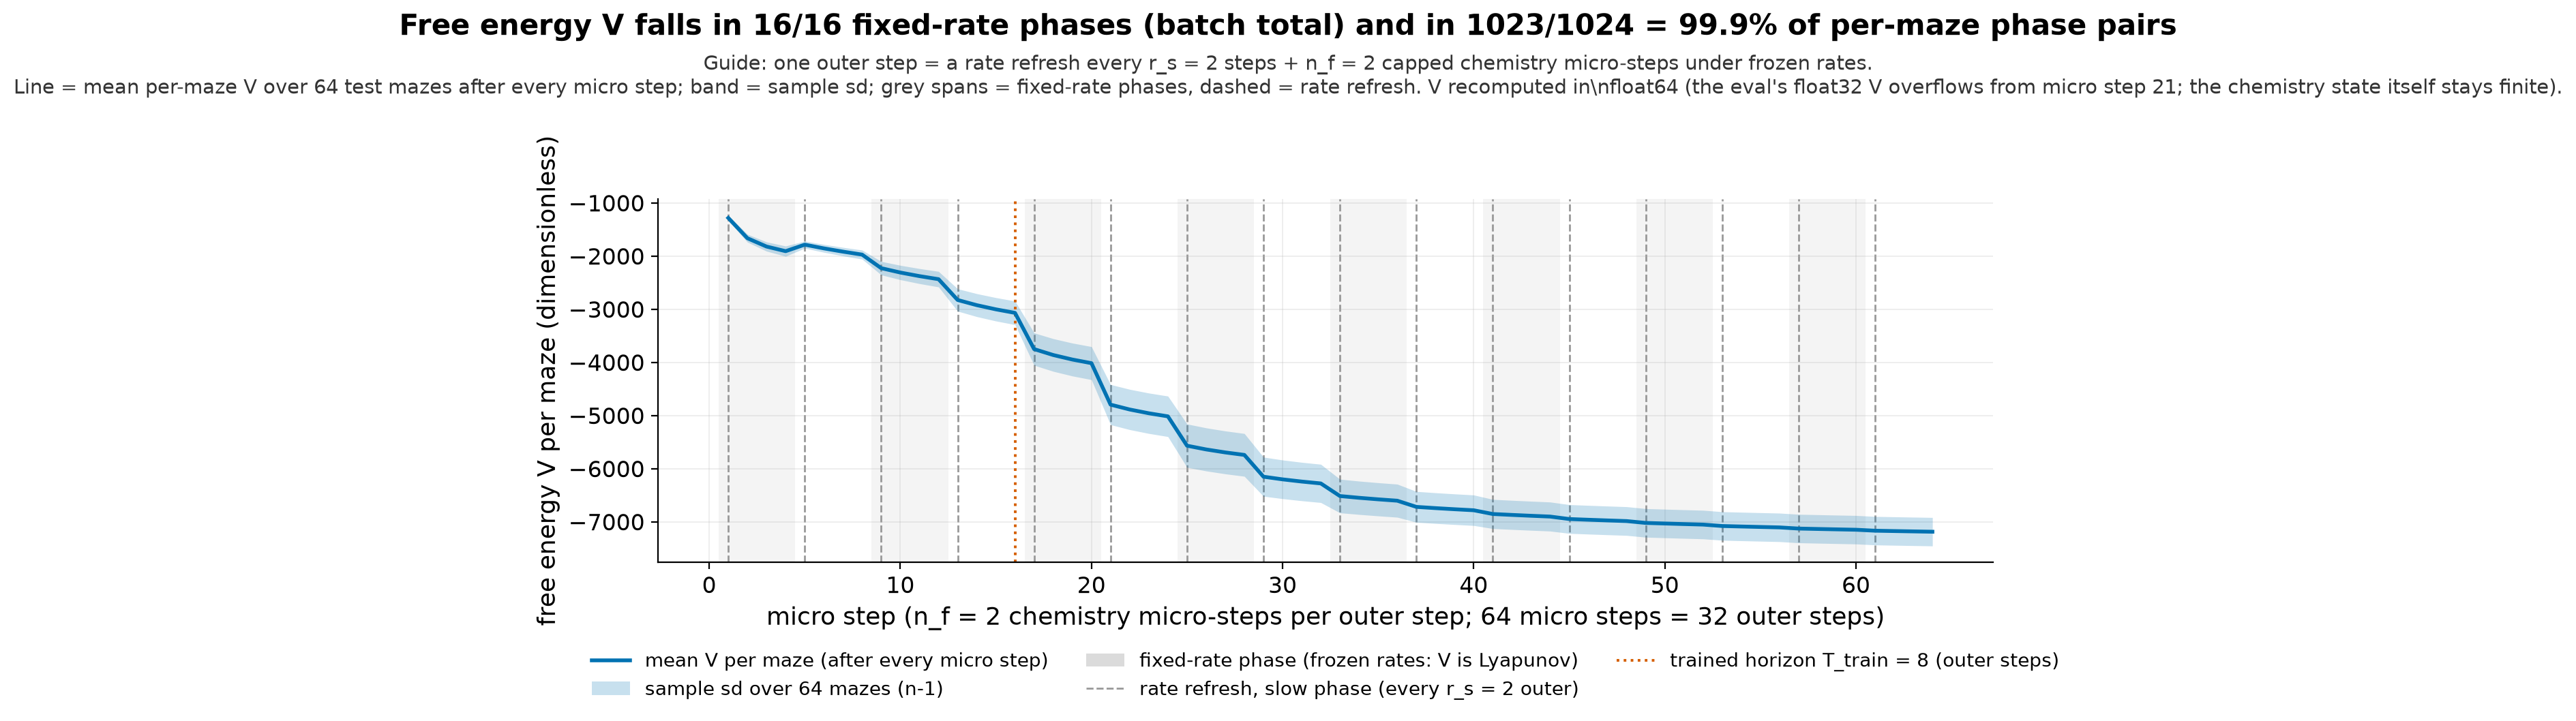 Free energy V falls in 16/16 fixed-rate phases (batch total) and in 1023/1024 = 99.9% of per-maze phase pairs
Guide: one outer step = a rate refresh every r_s = 2 steps + n_f = 2 capped chemistry micro-steps under frozen rates.
Line = mean per-maze V over 64 test mazes after every micro step; band = sample sd; grey spans = fixed-rate phases, dashed = rate refresh. V recomputed in\nfloat64 (the eval's float32 V overflows from micro step 21; the chemistry state itself stays finite).
free energy V per maze (dimensionless)
−1000
−2000
−3000
−4000
−5000
−6000
−7000
0 10 20 30 40 50 60
micro step (n_f = 2 chemistry micro-steps per outer step; 64 micro steps = 32 outer steps)
mean V per maze (after every micro step)
sample sd over 64 mazes (n-1)
fixed-rate phase (frozen rates: V is Lyapunov)
rate refresh, slow phase (every r_s = 2 outer)
trained horizon T_train = 8 (outer steps)